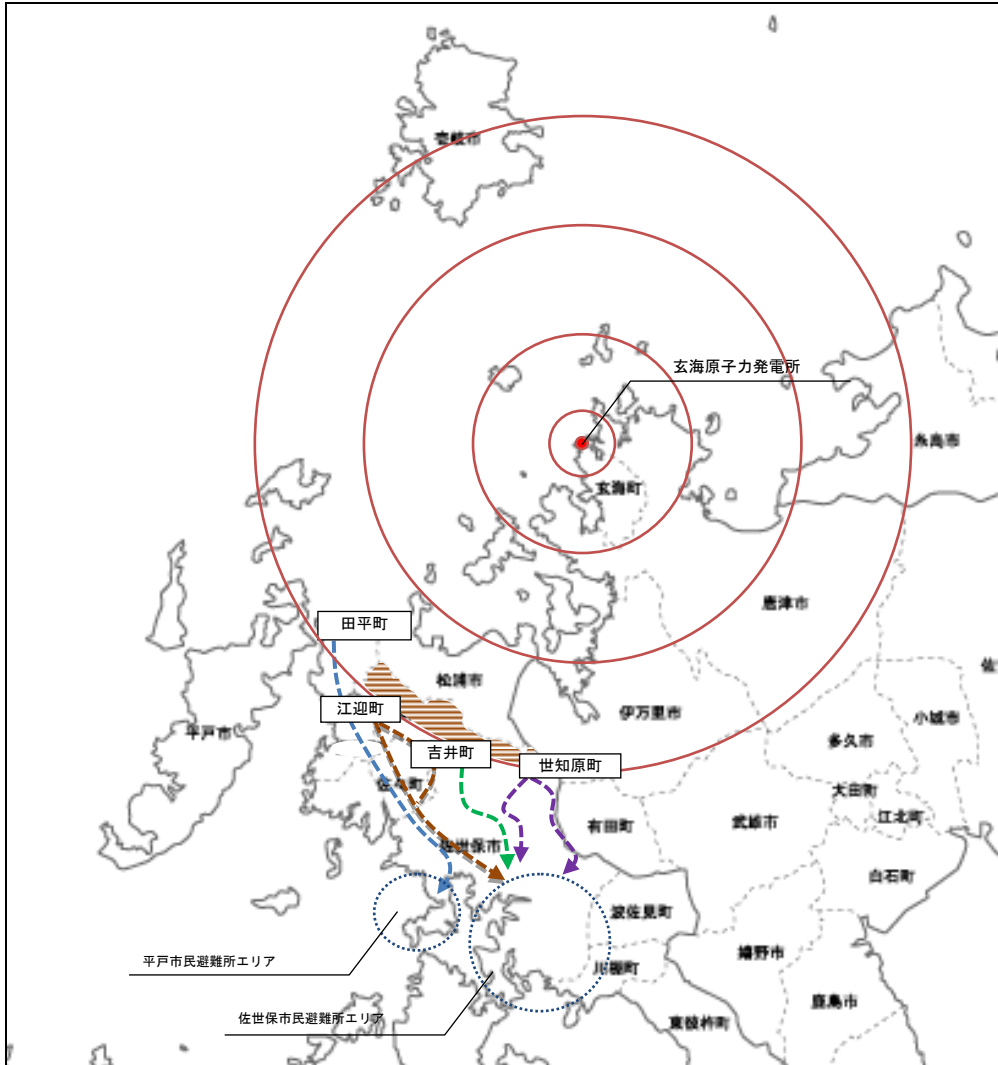 壱岐市
玄海原子力発電所
糸島市
玄海町
唐津市
田平町
松浦市
江迎町
伊万里市
小城市
平戸市
吉井町
多久市
世知原町
佐々町
大田町
江北町
有田町
武雄市
佐世保市
白石町
波佐見町
嬉野市
平戸市民避難所エリア
川棚町
鹿島市
佐世保市民避難所エリア
東彼杵町